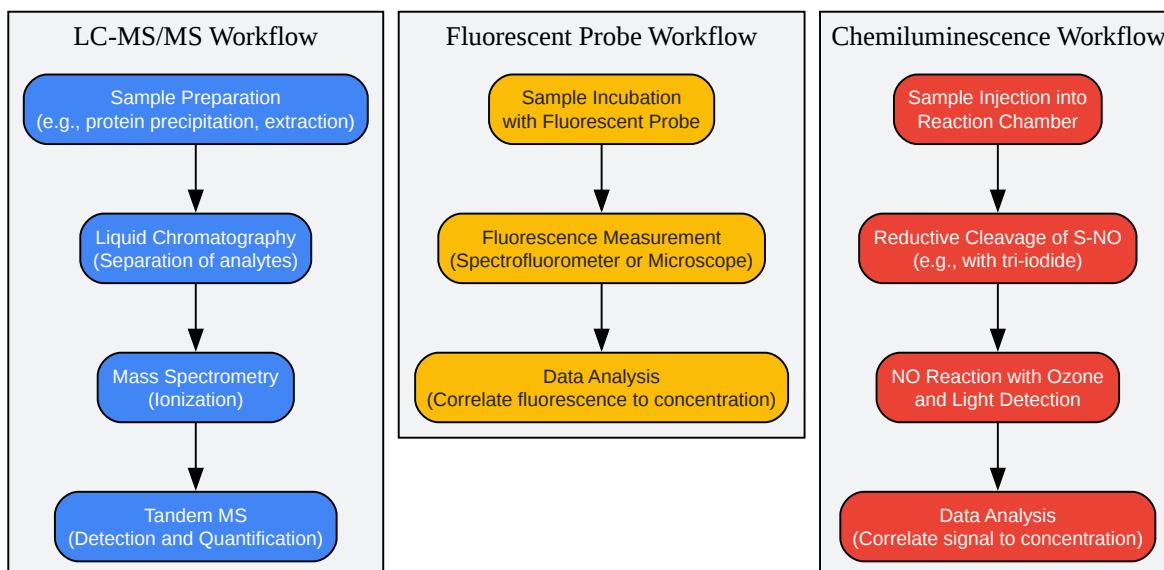 LC-MS/MS Workflow
Sample Preparation
(e.g., protein precipitation, extraction)
Liquid Chromatography
(Separation of analytes)
Mass Spectrometry
(Ionization)
Tandem MS
(Detection and Quantification)
Fluorescent Probe Workflow
Sample Incubation
with Fluorescent Probe
Fluorescence Measurement
(Spectrofluorometer or Microscope)
Data Analysis
(Correlate fluorescence to concentration)
Chemiluminescence Workflow
Sample Injection into
Reaction Chamber
Reductive Cleavage of S-NO
(e.g., with tri-iodide)
NO Reaction with Ozone
and Light Detection
Data Analysis
(Correlate signal to concentration)